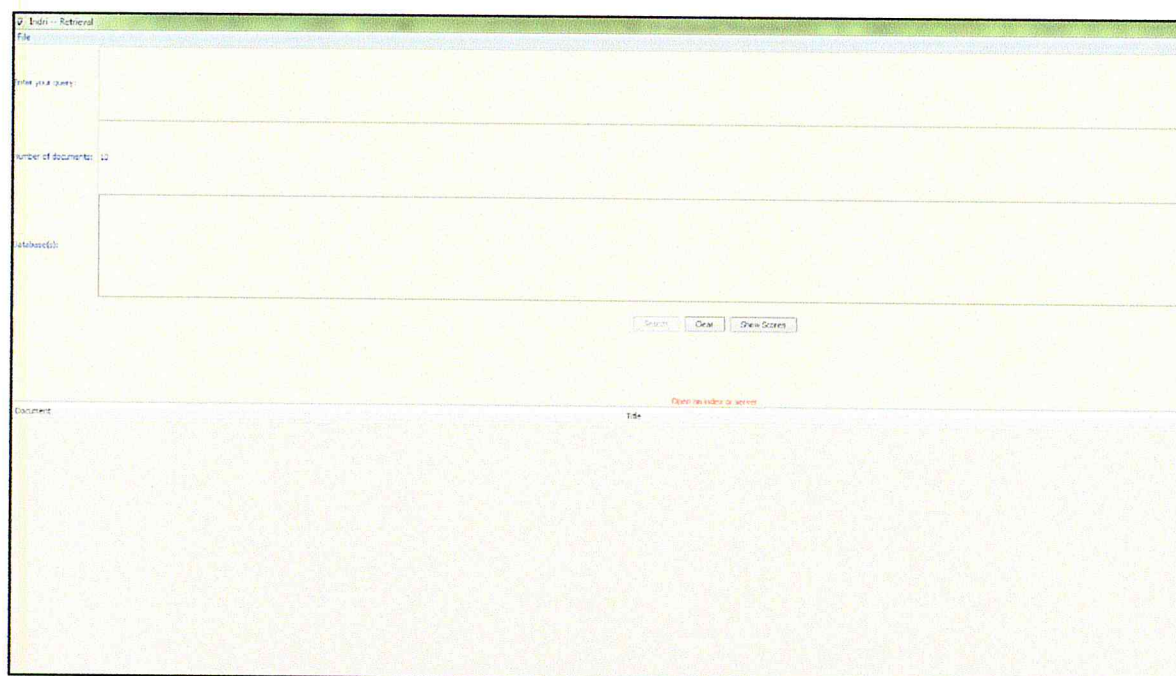 Indri -- Retrieval
File
Enter your query:
number of documents: 10
Database(s):
Search Clear Show Scores
Open an index or server
Document Title